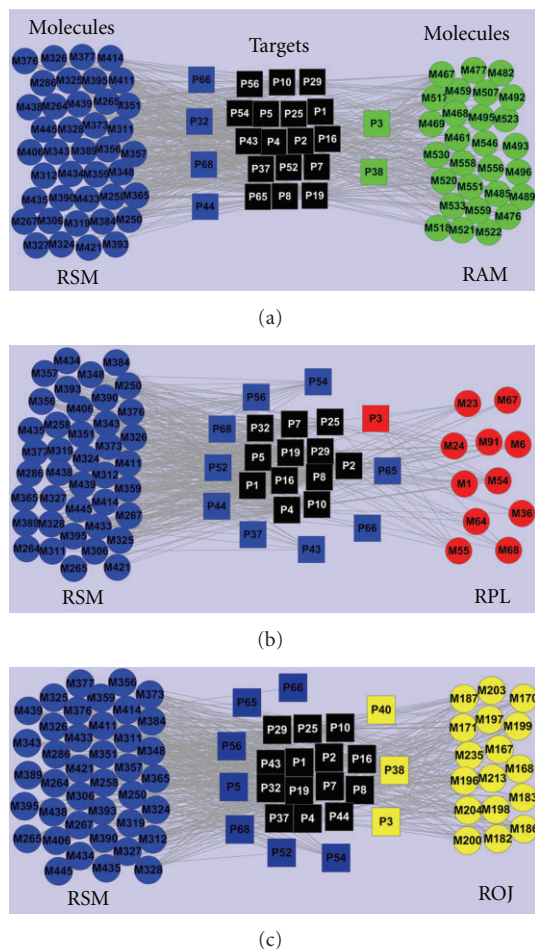 Molecules
Targets
Molecules
M376 M326 M377 M414
M286 M325 M395 M411
M438 M264 M439 M265 M351
M445 M328 M373 M311
M406 M343 M389 M356 M357
M312 M434 M359 M348
M435 M390 M433 M258 M365
M267 M306 M319 M384 M250
M327 M324 M421 M393
P66
P32
P68
P44
P56 P10 P29
P54 P5 P25 P1
P43 P4 P2 P16
P37 P52 P7
P65 P8 P19
P3
P38
M467 M477 M482
M517 M459 M507 M492
M469 M468 M495 M523
M461 M546 M493
M530 M558 M556 M496
M520 M551 M485 M489
M533 M559 M476
M518 M521 M522
RSM
RAM
(a)
M434 M384
M357 M348 M250
M393 M390
M356 M406 M376
M435 M258 M351 M343 M326
M377 M319 M373
M286 M438 M324 M312 M411
M439 M359
M365 M327 M445 M414 M267
M389 M328 M433
M264 M311 M395 M306 M325
M265 M421
P54
P56
P68
P52
P44
P37
P43
P66
P65
P3
P32 P7 P25
P5 P19 P29 P2
P1 P16 P8
P4 P10
M23 M67
M24 M91 M6
M1 M54
M64 M36
M55 M68
RSM
RPL
(b)
M377 M356
M325 M359 M373
M439 M376 M414 M384
M326 M411
M343 M433 M311 M348
M286 M351
M389 M421 M357 M365
M264 M258
M395 M306 M250 M324
M438 M393
M265 M267 M319
M406 M390 M312
M434 M327
M445 M435 M328
P66
P65
P56
P5
P68
P52
P54
P29 P25 P10
P43 P1 P2 P16
P32 P19 P7 P8
P37 P4 P44
P40
P38
P3
M187 M203 M170
M171 M197 M199
M235 M167
M196 M213 M168
M183
M204 M198
M200 M182 M186
RSM
ROJ
(c)